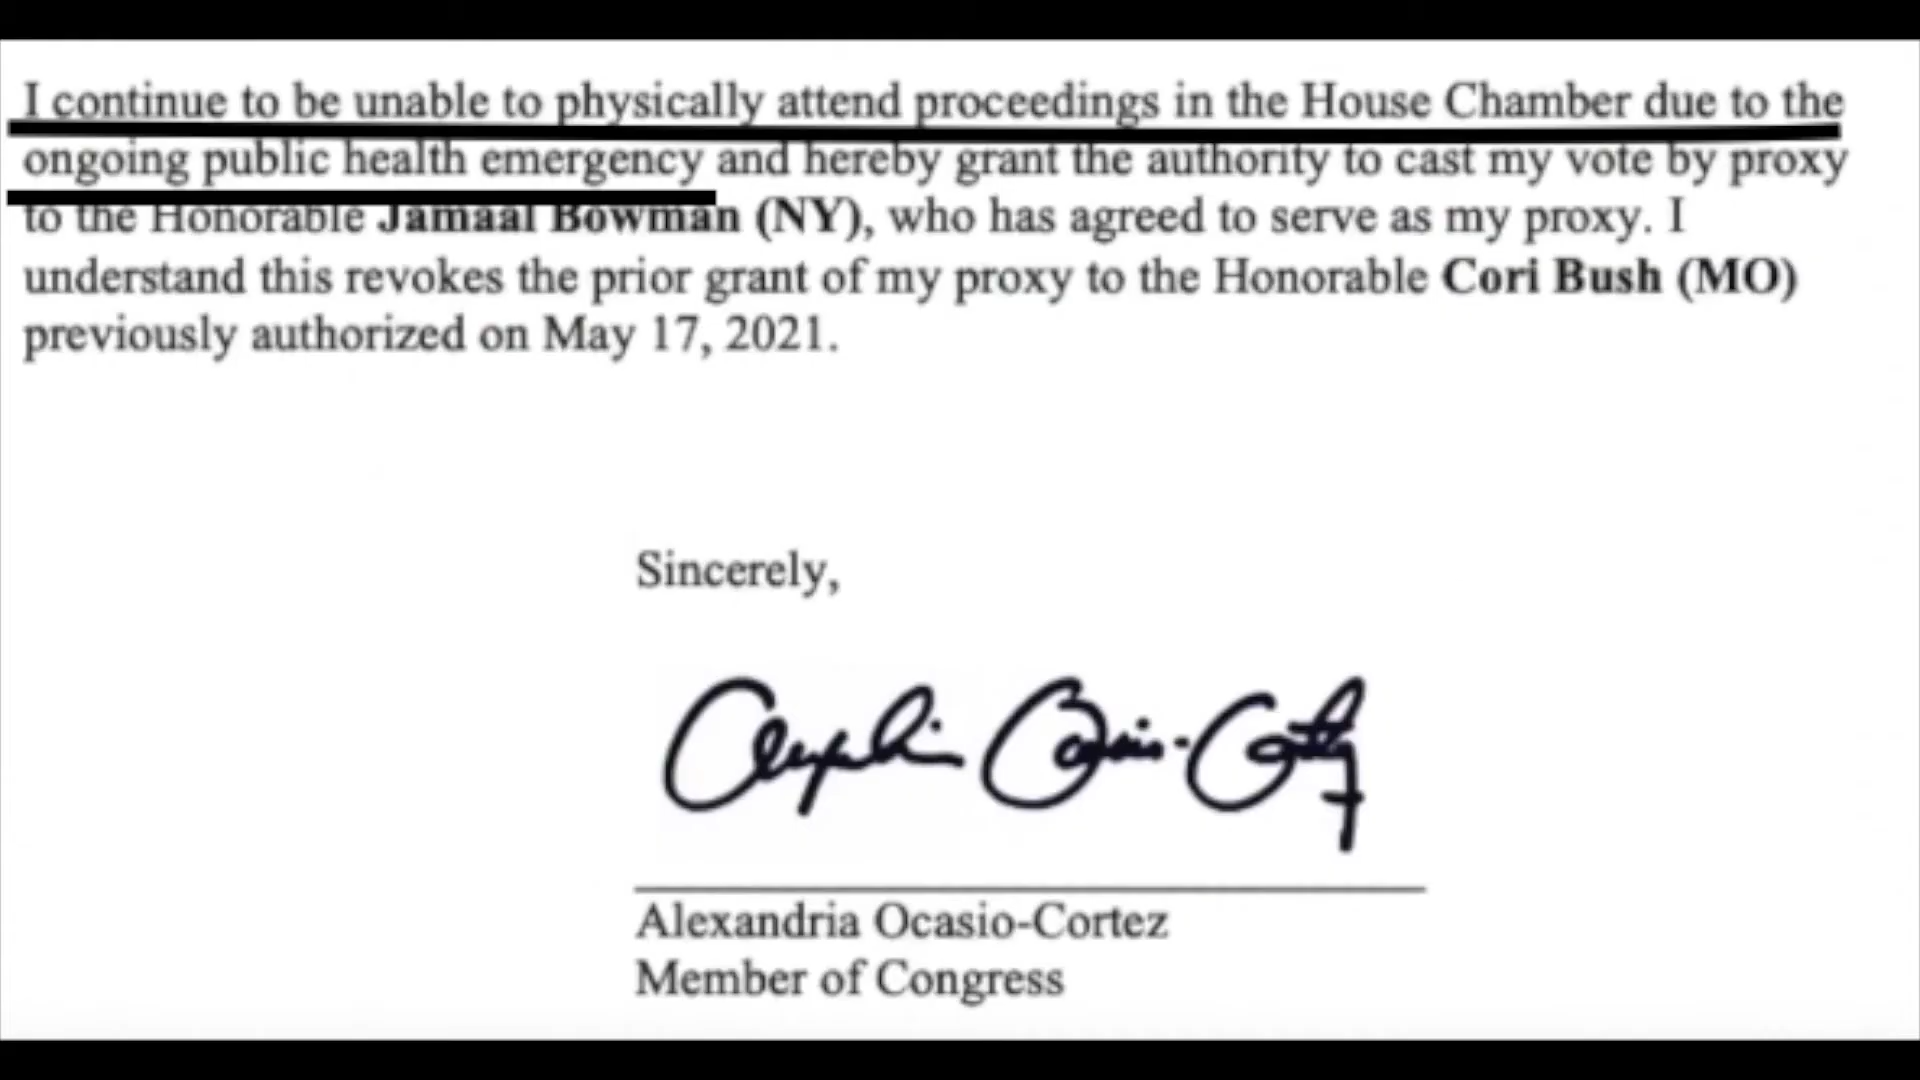 I continue to be unable to physically attend proceedings in the House Chamber due to the
ongoing public health emergency and hereby grant the authority to cast my vote by proxy
to the Honorable Jamaal Bowman (NY), who has agreed to serve as my proxy. I
understand this revokes the prior grant of my proxy to the Honorable Cori Bush (MO)
previously authorized on May 17, 2021.
Sincerely,
Alexandria Ocasio-Cortez
Alexandria Ocasio-Cortez
Member of Congress